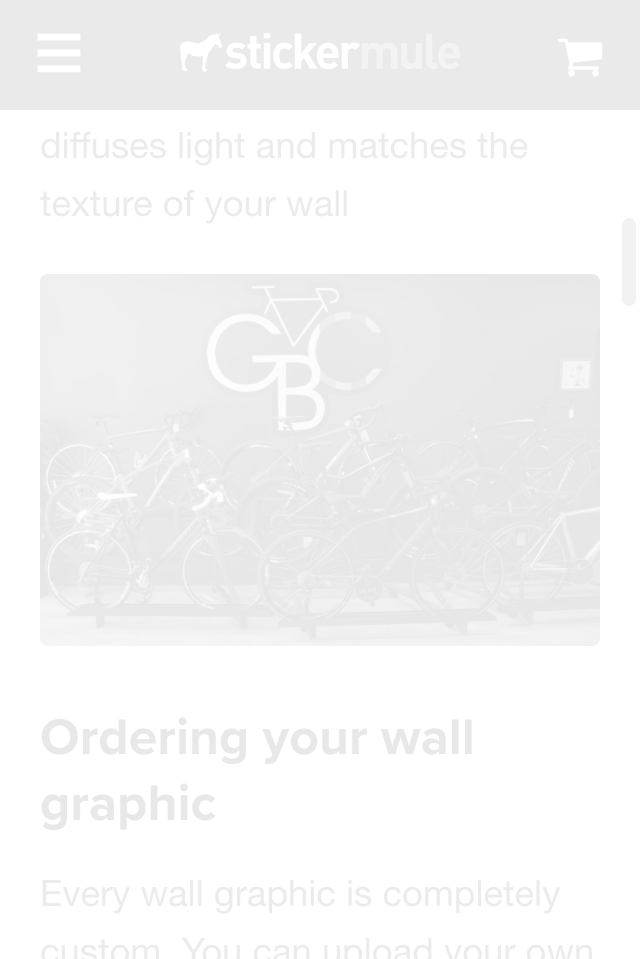 stickermule
diffuses light and matches the
texture of your wall
GBC
Ordering your wall
graphic
Every wall graphic is completely
custom. You can upload your own